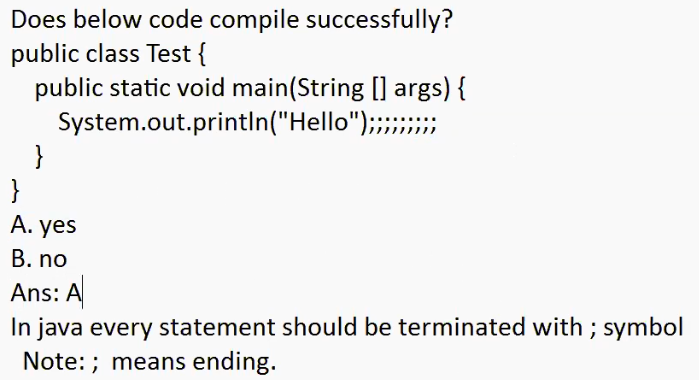 Does below code compile successfully?
public class Test {
public static void main(String [] args) {
System.out.println("Hello");;;;;;;;;
}
}
A. yes
B. no
Ans: A
In java every statement should be terminated with ; symbol
Note: ;  means ending.